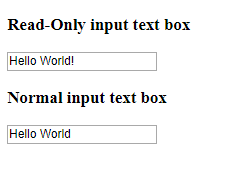 Read-Only input text box
Hello World!
Normal input text box
Hello World